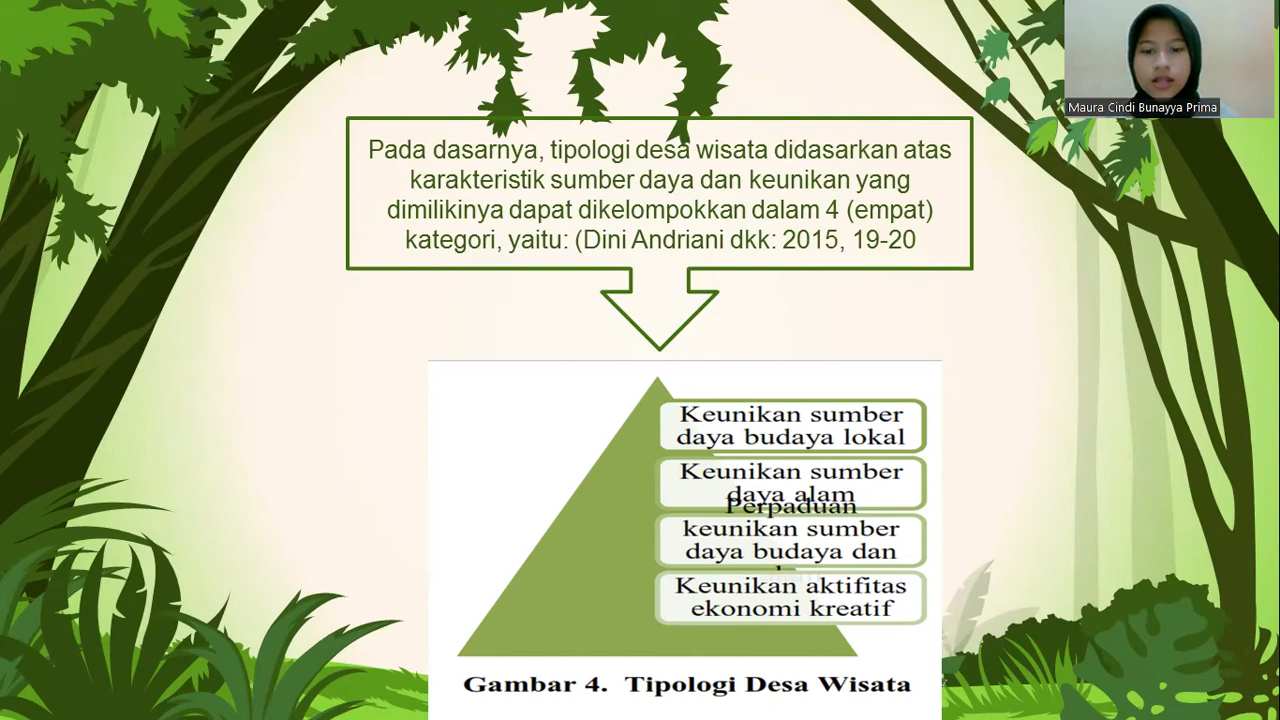 Maura Cindi Bunayya Prima
Pada dasarnya, tipologi desa wisata didasarkan atas
karakteristik sumber daya dan keunikan yang
dimilikinya dapat dikelompokkan dalam 4 (empat)
kategori, yaitu: (Dini Andriani dkk: 2015, 19-20
Keunikan sumber
daya budaya lokal
Keunikan sumber
daya alam
Perpaduan
keunikan sumber
daya budaya dan
Keunikan aktifitas
ekonomi kreatif
Gambar 4. Tipologi Desa Wisata